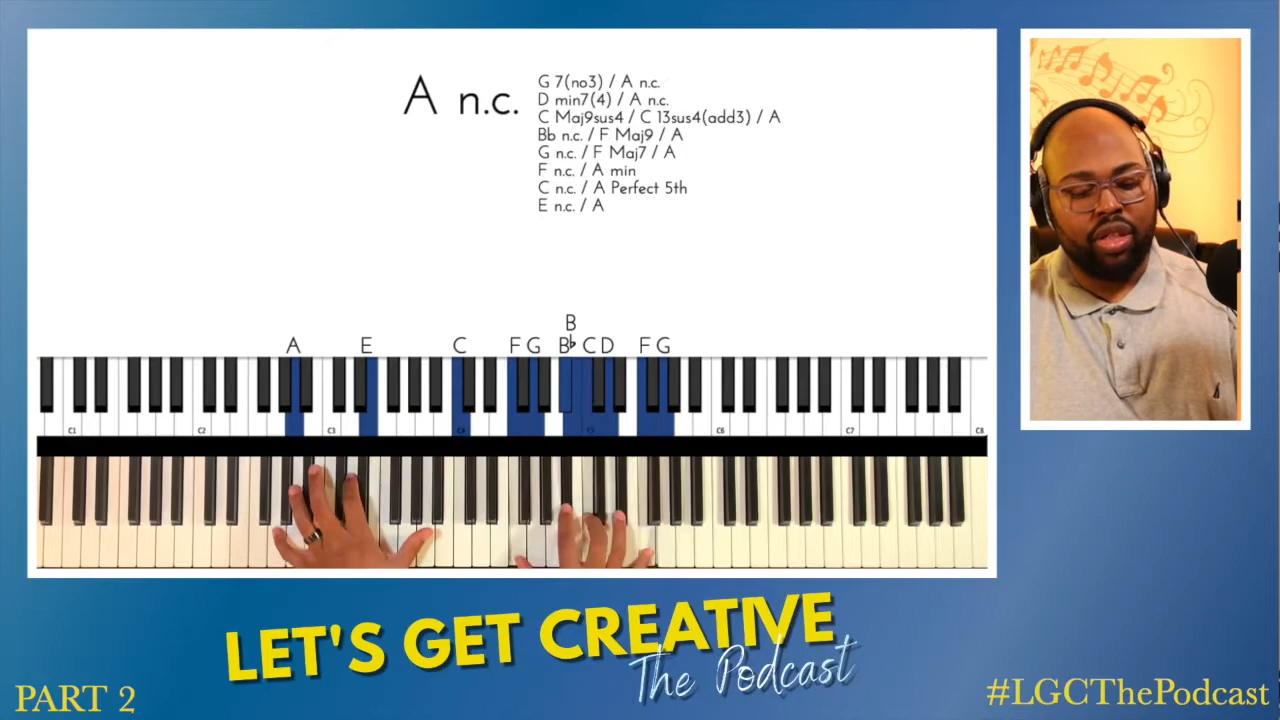 A n.c.
G 7(no3) / A n.c.
D min7(4) / A n.c.
C Maj9sus4 / C 13sus4(add3) / A
Bb n.c. / F Maj9 / A
G n.c. / F Maj7 / A
F n.c. / A min
C n.c. / A Perfect 5th
E n.c. / A
B
A E C F G B♭ C D F G
C1 C2 C3 C4 C5 C6 C7 C8
LET'S GET CREATIVE
The Podcast
PART 2
#LGCThePodcast